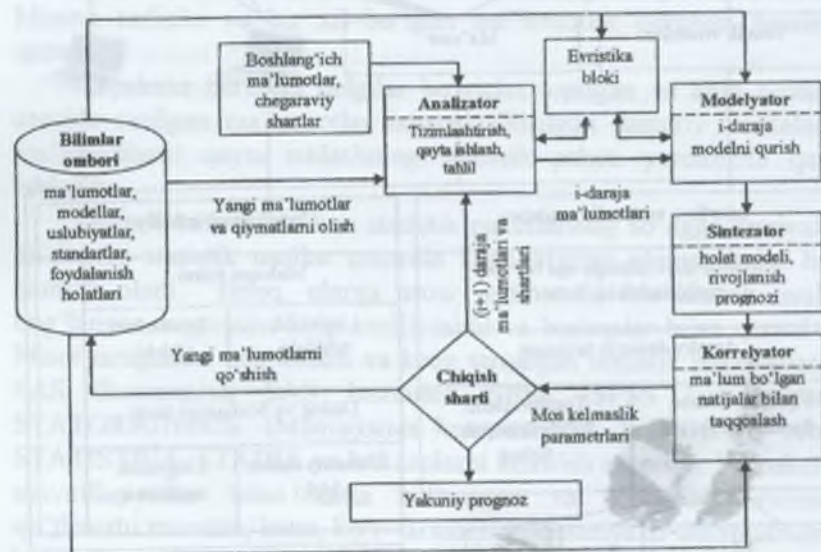 Boshlang‘ich
ma’lumotlar,
chegaraviy
shartlar
Evristika
bloki
Analizator
Tizimlashtirish,
qayta ishlash,
tahlil
Modelyator
i-daraja
modelni qurish
Bilimlar
ombori
ma’lumotlar,
modellar,
uslubiyatlar,
standartlar,
foydalanish
holatlari
Yangi ma’lumotlar
va qiymatlarni olish
i-daraja
ma’lumotlari
Sintezator
holat modeli,
rivojlanish
prognozi
(i+1) daraja
ma’lumotlari va
shartlari
Yangi ma’lumotlarni
qo‘shish
Chiqish
sharti
Korrelyator
ma’lum bo‘lgan
natijalar bilan
taqqoslash
Mos kelmaslik
parametrlari
Yakuniy prognoz